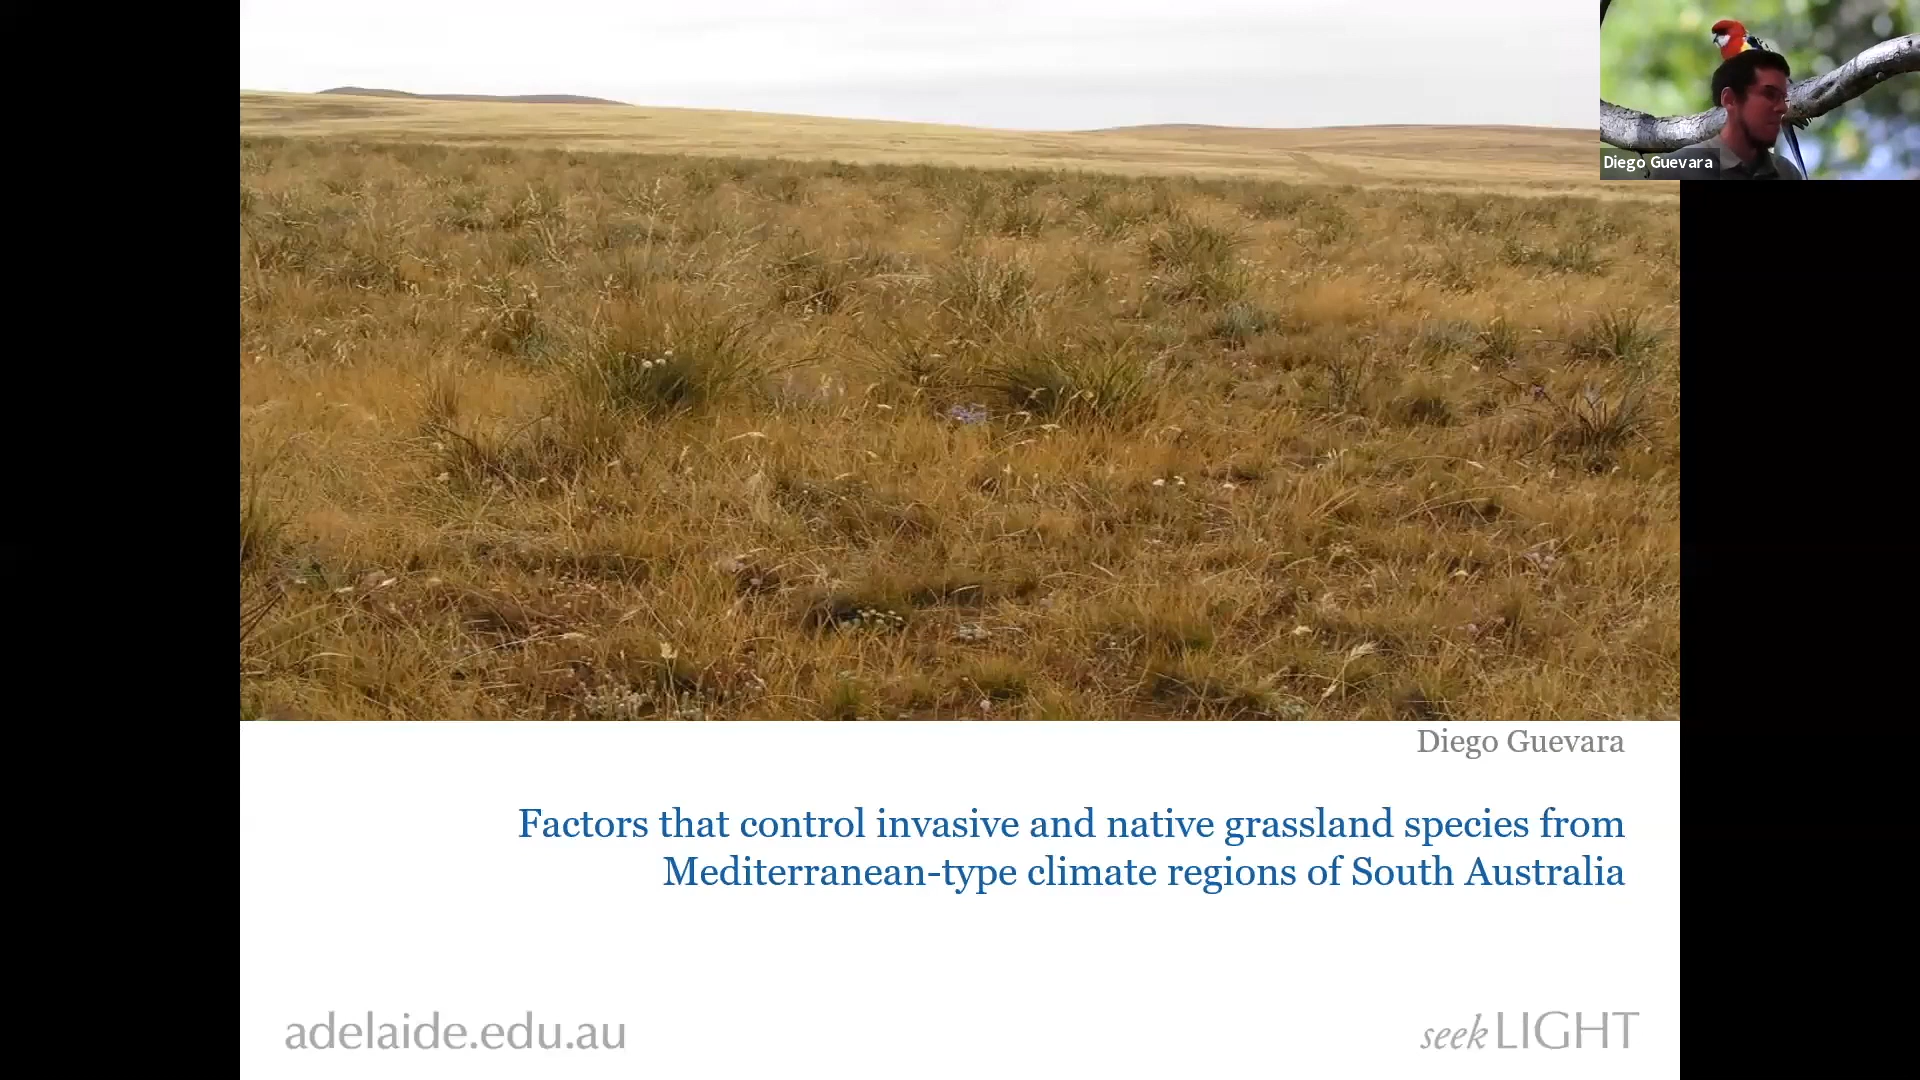 Diego Guevara
Diego Guevara
Factors that control invasive and native grassland species from
Mediterranean-type climate regions of South Australia
adelaide.edu.au
seek LIGHT